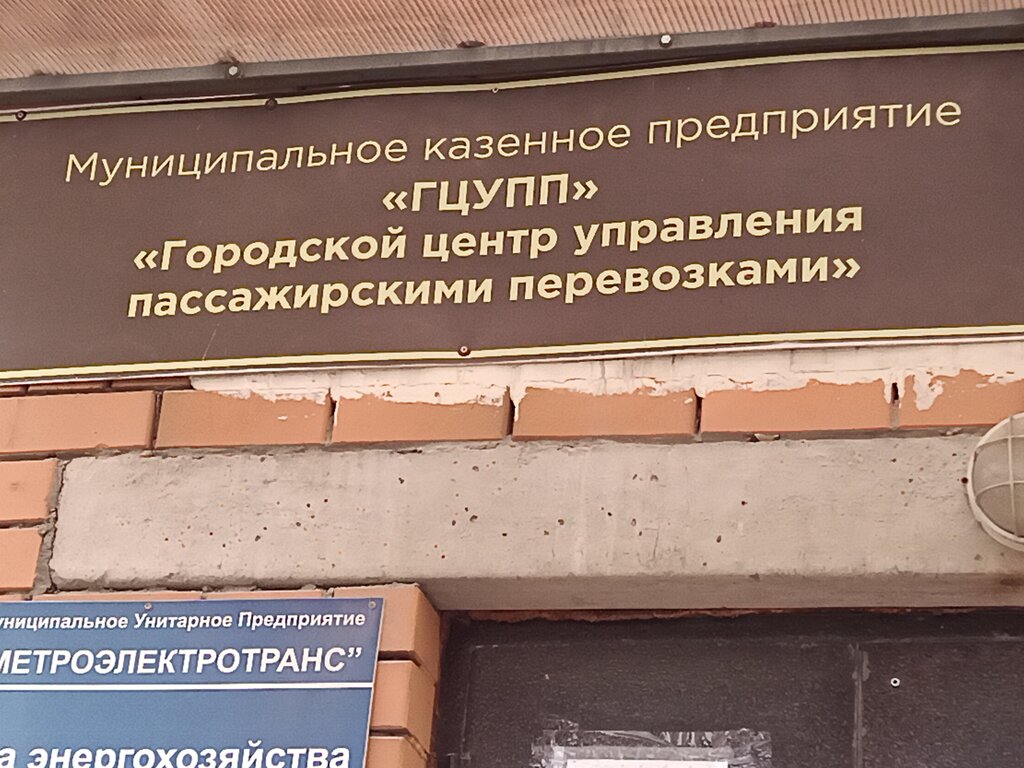 Муниципальное казенное предприятие
«ГЦУПП»
«Городской центр управления
пассажирскими перевозками»
униципальное Унитарное Предприятие
МЕТРОЭЛЕКТРОТРАНС”
а энергохозяйства